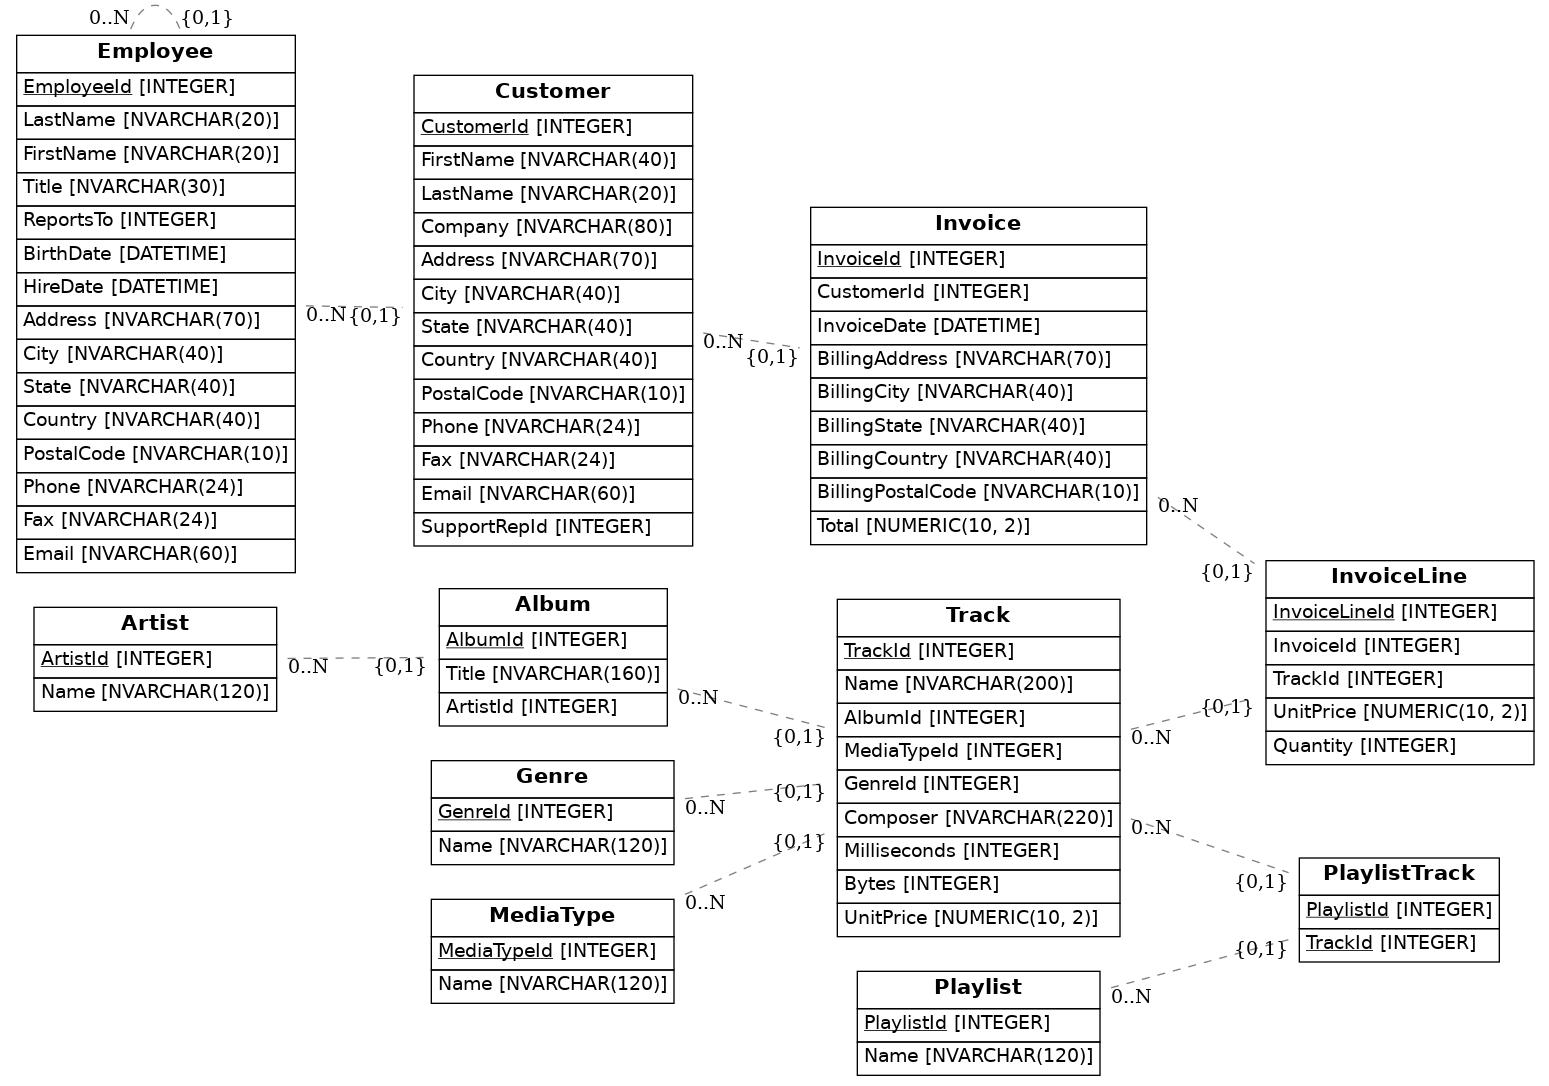 0..N {0,1}
Employee
EmployeeId [INTEGER]
LastName [NVARCHAR(20)]
FirstName [NVARCHAR(20)]
Title [NVARCHAR(30)]
ReportsTo [INTEGER]
BirthDate [DATETIME]
HireDate [DATETIME]
Address [NVARCHAR(70)]
City [NVARCHAR(40)]
State [NVARCHAR(40)]
Country [NVARCHAR(40)]
PostalCode [NVARCHAR(10)]
Phone [NVARCHAR(24)]
Fax [NVARCHAR(24)]
Email [NVARCHAR(60)]
0..N {0,1}
Customer
CustomerId [INTEGER]
FirstName [NVARCHAR(40)]
LastName [NVARCHAR(20)]
Company [NVARCHAR(80)]
Address [NVARCHAR(70)]
City [NVARCHAR(40)]
State [NVARCHAR(40)]
Country [NVARCHAR(40)]
PostalCode [NVARCHAR(10)]
Phone [NVARCHAR(24)]
Fax [NVARCHAR(24)]
Email [NVARCHAR(60)]
SupportRepId [INTEGER]
0..N
{0,1}
Invoice
InvoiceId [INTEGER]
CustomerId [INTEGER]
InvoiceDate [DATETIME]
BillingAddress [NVARCHAR(70)]
BillingCity [NVARCHAR(40)]
BillingState [NVARCHAR(40)]
BillingCountry [NVARCHAR(40)]
BillingPostalCode [NVARCHAR(10)]
Total [NUMERIC(10, 2)]
0..N
{0,1}
InvoiceLine
InvoiceLineId [INTEGER]
InvoiceId [INTEGER]
TrackId [INTEGER]
UnitPrice [NUMERIC(10, 2)]
Quantity [INTEGER]
Artist
ArtistId [INTEGER]
Name [NVARCHAR(120)]
0..N {0,1}
Album
AlbumId [INTEGER]
Title [NVARCHAR(160)]
ArtistId [INTEGER]
0..N
{0,1}
Genre
GenreId [INTEGER]
Name [NVARCHAR(120)]
{0,1}
0..N
MediaType
MediaTypeId [INTEGER]
Name [NVARCHAR(120)]
{0,1}
0..N
Track
TrackId [INTEGER]
Name [NVARCHAR(200)]
AlbumId [INTEGER]
MediaTypeId [INTEGER]
GenreId [INTEGER]
Composer [NVARCHAR(220)]
Milliseconds [INTEGER]
Bytes [INTEGER]
UnitPrice [NUMERIC(10, 2)]
{0,1}
0..N
0..N
{0,1}
PlaylistTrack
PlaylistId [INTEGER]
TrackId [INTEGER]
{0,1}
0..N
Playlist
PlaylistId [INTEGER]
Name [NVARCHAR(120)]